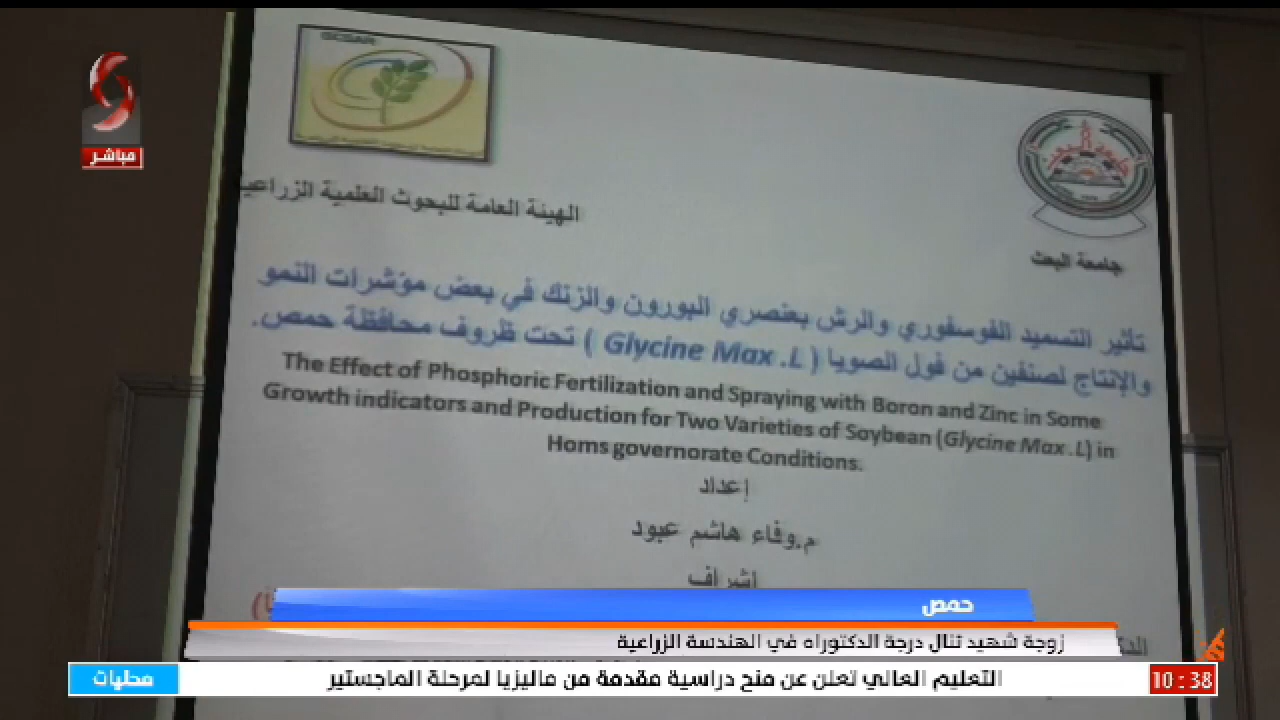 GCSAR
مباشر
جامعة البعث
الهيئة العامة للبحوث العلمية الزراعية
جامعة البعث
تأثير التسميد الفوسفوري والرش بعنصري البورون والزنك في بعض مؤشرات النمو
والإنتاج لصنفين من فول الصويا ( Glycine Max .L ) تحت ظروف محافظة حمص.
The Effect of Phosphoric Fertilization and Spraying with Boron and Zinc in Some
Growth indicators and Production for Two Varieties of Soybean (Glycine Max .L) in
Homs governorate Conditions.
إعداد
م.وفاء هاشم عبود
إشراف
حمص
زوجة شهيد تنال درجة الدكتوراه في الهندسة الزراعية
محليات
التعليم العالي تعلن عن منح دراسية مقدمة من ماليزيا لمرحلة الماجستير
10:38